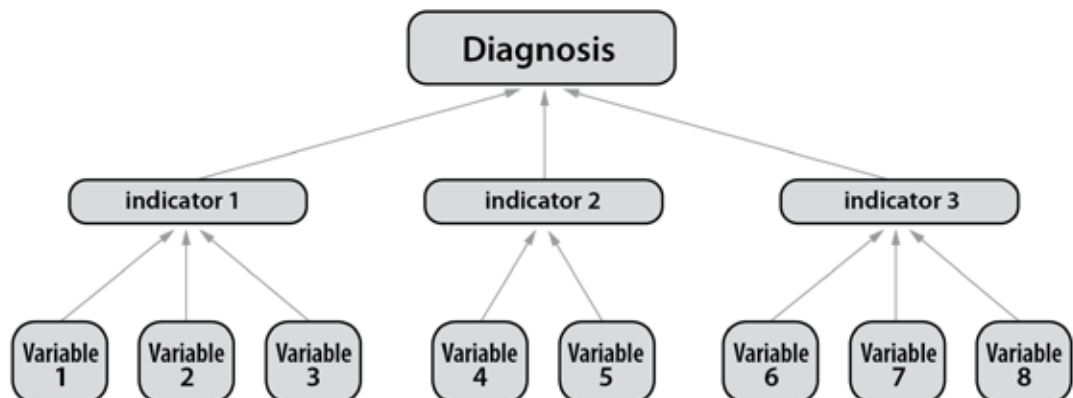 Diagnosis
indicator 1
indicator 2
indicator 3
Variable
1
Variable
2
Variable
3
Variable
4
Variable
5
Variable
6
Variable
7
Variable
8